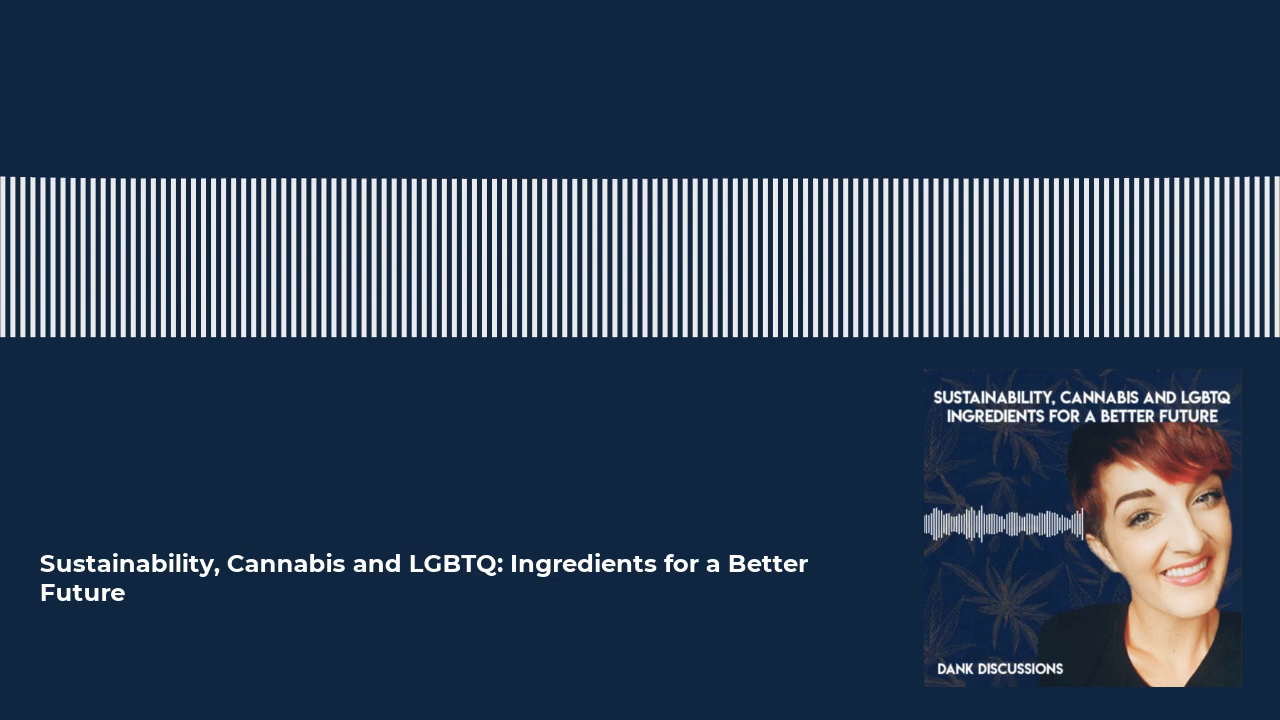 SUSTAINABILITY, CANNABIS AND LGBTQ
INGREDIENTS FOR A BETTER FUTURE
Sustainability, Cannabis and LGBTQ: Ingredients for a Better
Future
DANK DISCUSSIONS